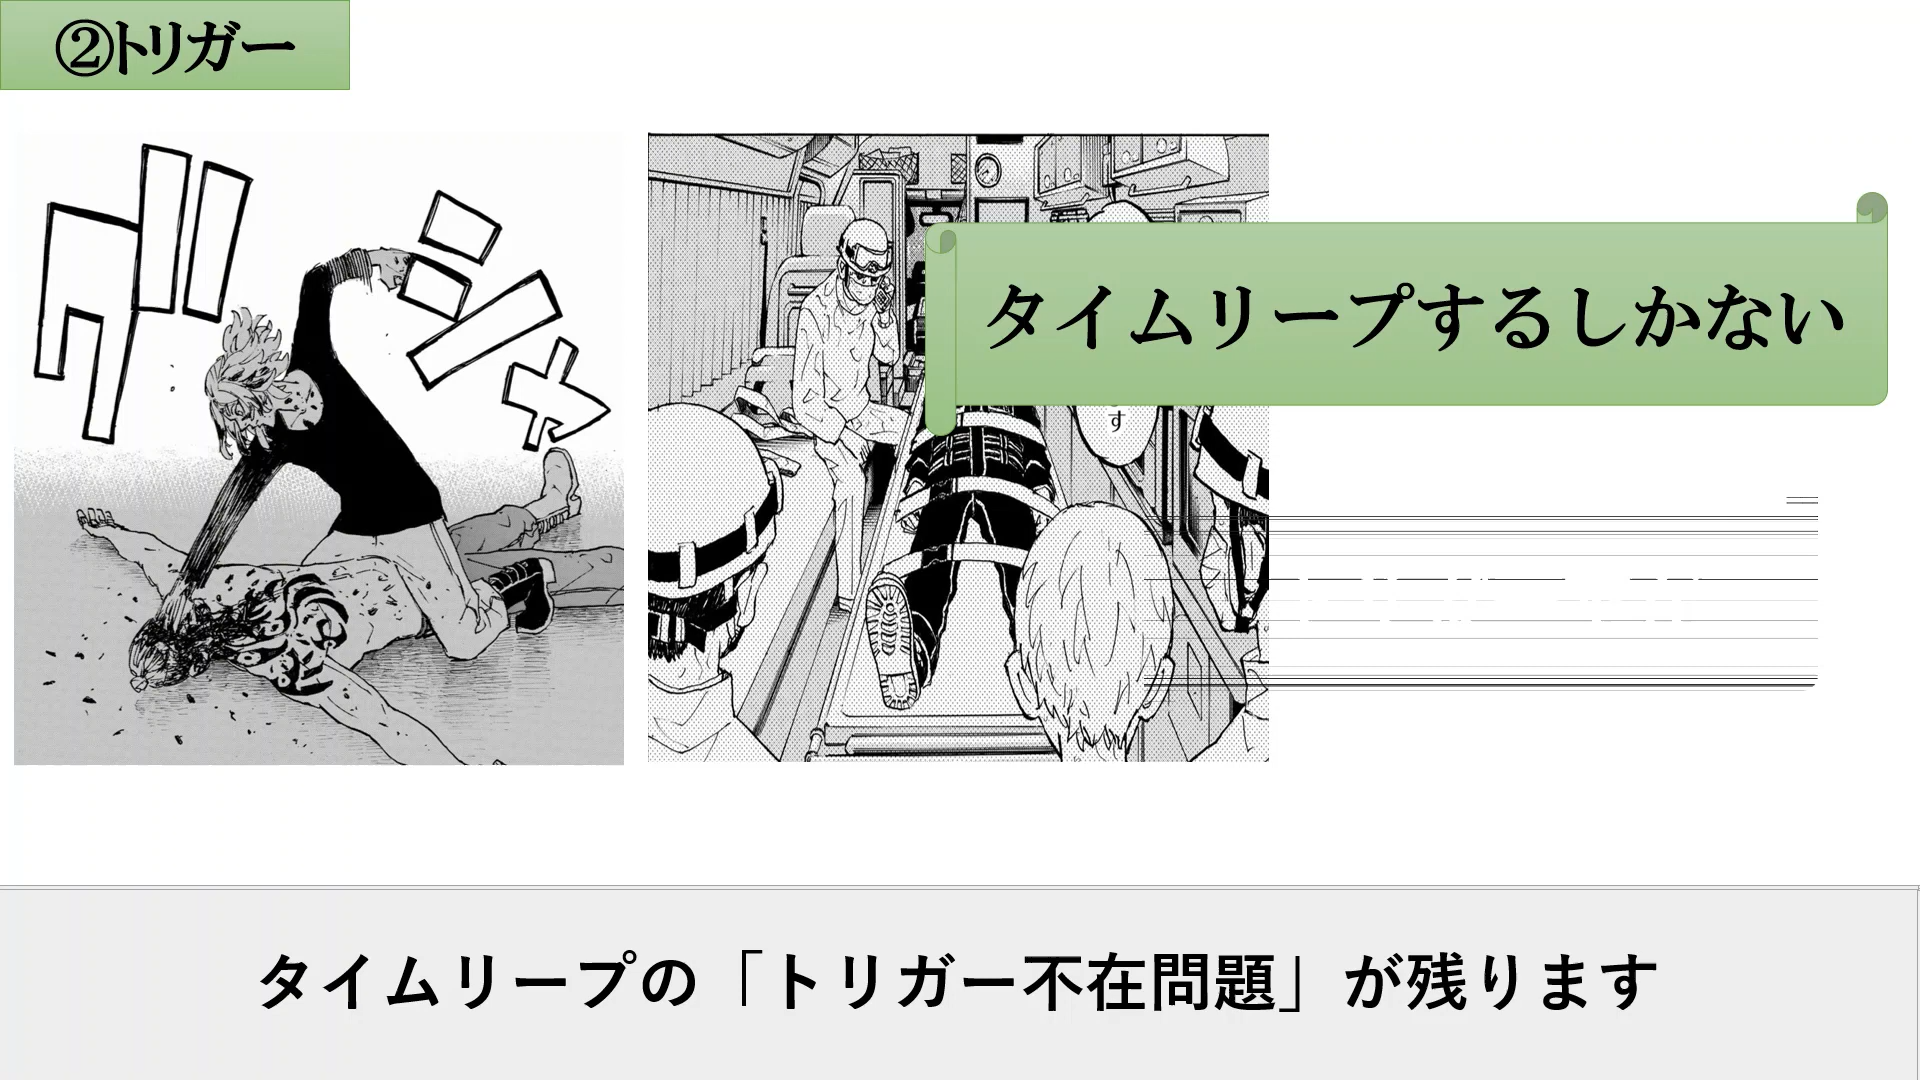 ②トリガー
グシャ
タイムリープするしかない
す
タイムリープの「トリガー不在問題」が残ります